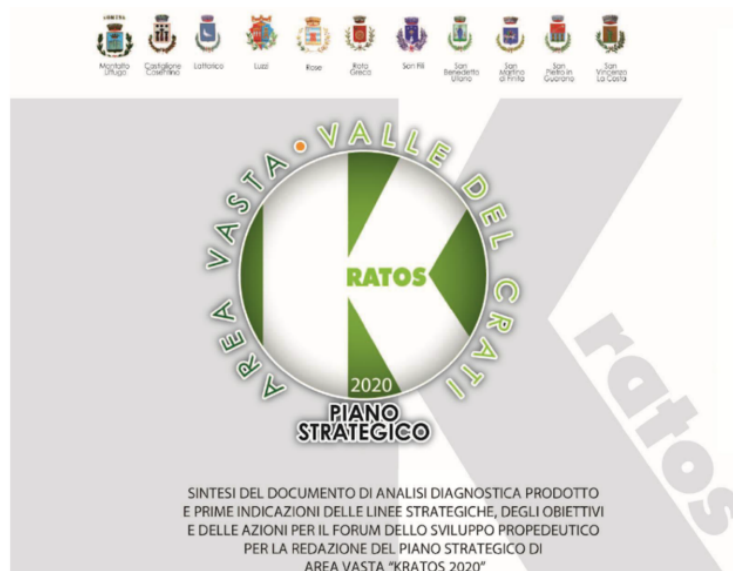 Montalto Uffugo
Castiglione Cosentino
Lattarico
Luzzi
Rose
Rota Greca
San Fili
San Benedetto Ullano
San Martino di Finita
San Pietro in Guarano
San Vincenzo La Costa
AREA VASTA • VALLE DEL CRATI
K
RATOS
2020
PIANO
STRATEGICO
Kratos
SINTESI DEL DOCUMENTO DI ANALISI DIAGNOSTICA PRODOTTO
E PRIME INDICAZIONI DELLE LINEE STRATEGICHE, DEGLI OBIETTIVI
E DELLE AZIONI PER IL FORUM DELLO SVILUPPO PROPEDEUTICO
PER LA REDAZIONE DEL PIANO STRATEGICO DI
AREA VASTA "KRATOS 2020"